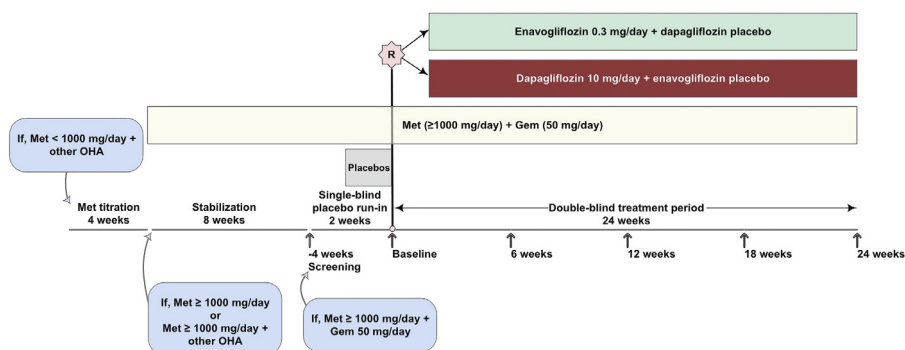 Enavogliflozin 0.3 mg/day + dapagliflozin placebo
R
Dapagliflozin 10 mg/day + enavogliflozin placebo
Met (≥1000 mg/day) + Gem (50 mg/day)
If, Met < 1000 mg/day +
other OHA
Placebos
Met titration
4 weeks
Stabilization
8 weeks
Single-blind
placebo run-in
2 weeks
Double-blind treatment period
24 weeks
-4 weeks
Screening
Baseline
6 weeks
12 weeks
18 weeks
24 weeks
If, Met ≥ 1000 mg/day
or
Met ≥ 1000 mg/day +
other OHA
If, Met ≥ 1000 mg/day +
Gem 50 mg/day